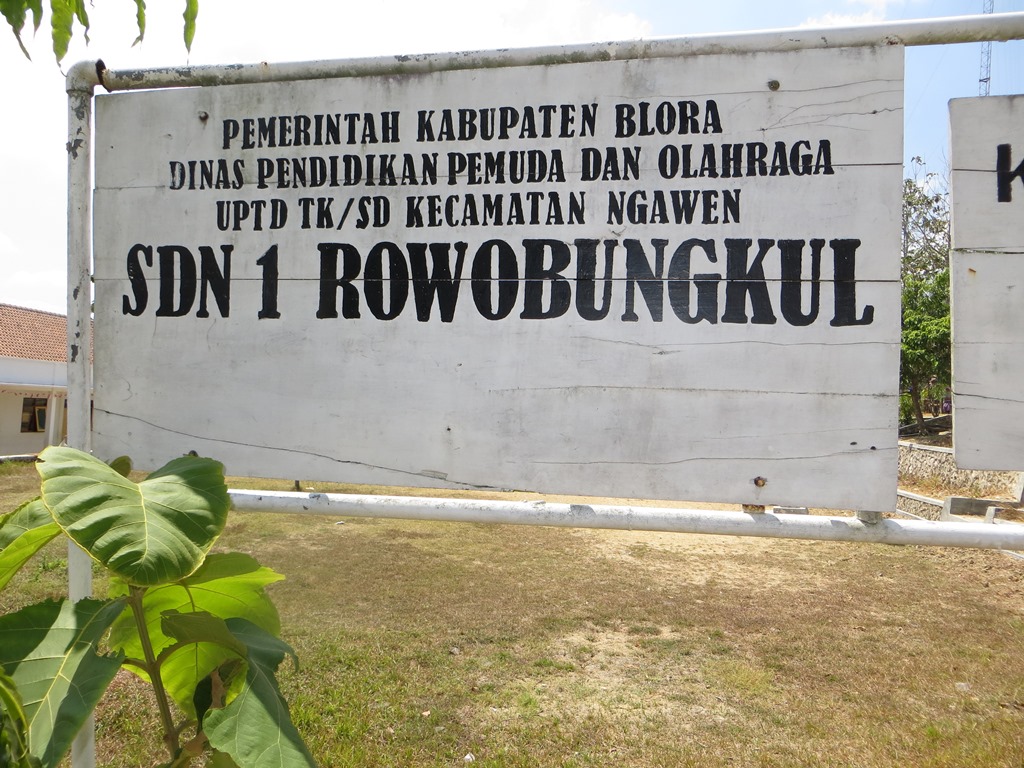 PEMERINTAH KABUPATEN BLORA
DINAS PENDIDIKAN PEMUDA DAN OLAHRAGA
UPTD TK/SD KECAMATAN NGAWEN
SDN 1 ROWOBUNGKUL